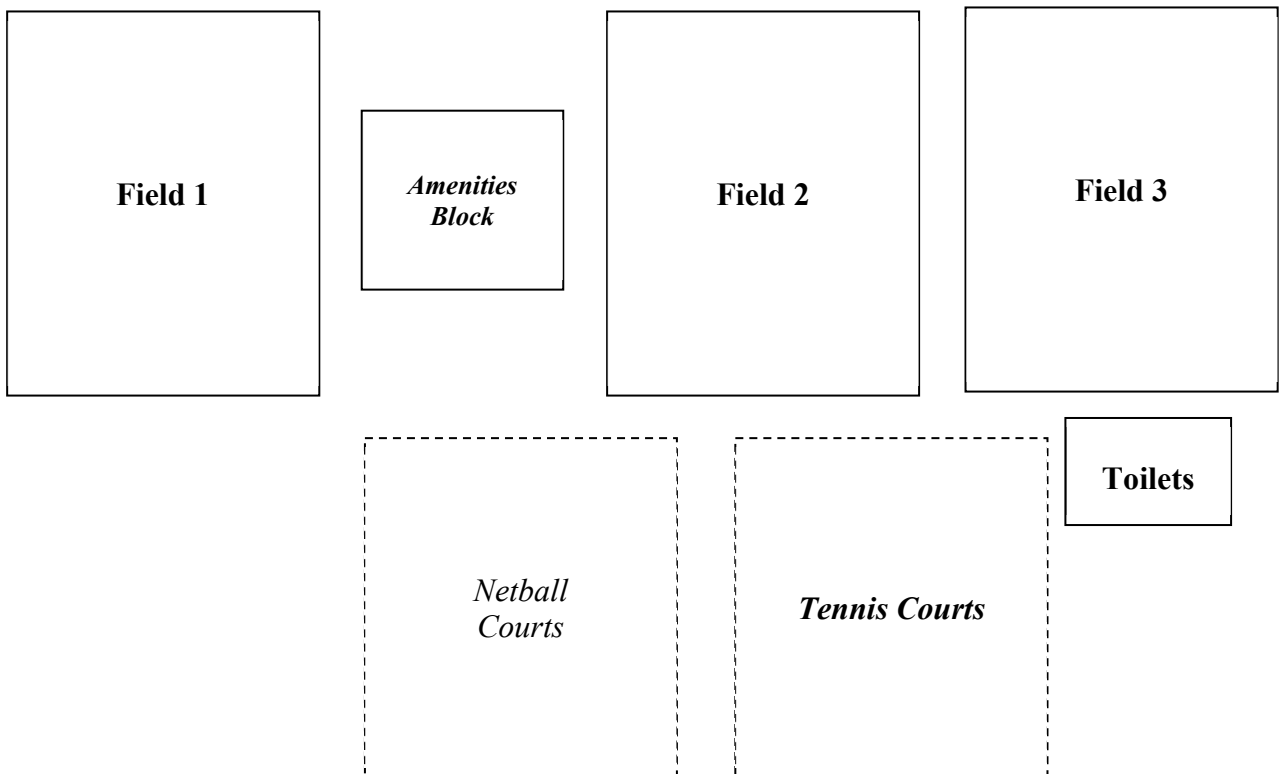 Field 1
Amenities
Block
Field 2
Field 3
Toilets
Netball
Courts
Tennis Courts